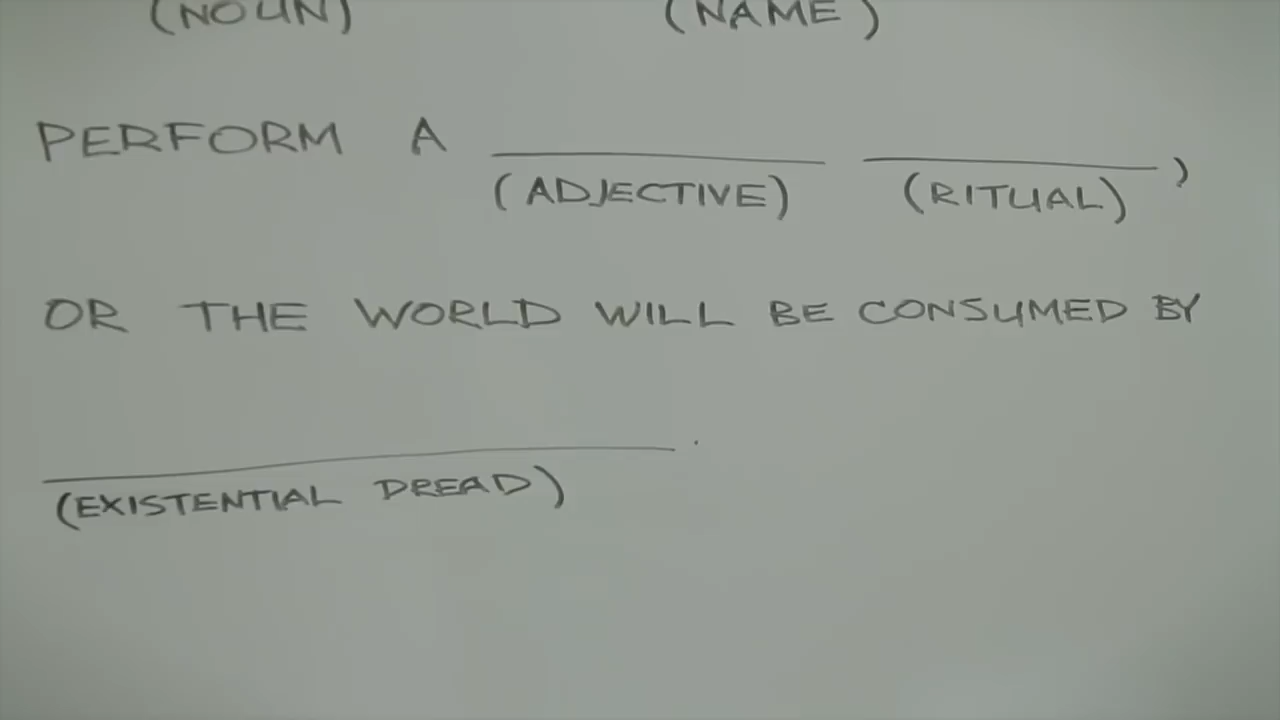 (NOUN) (NAME)
PERFORM A
(ADJECTIVE) (RITUAL),
OR THE WORLD WILL BE CONSUMED BY
.
(EXISTENTIAL DREAD)